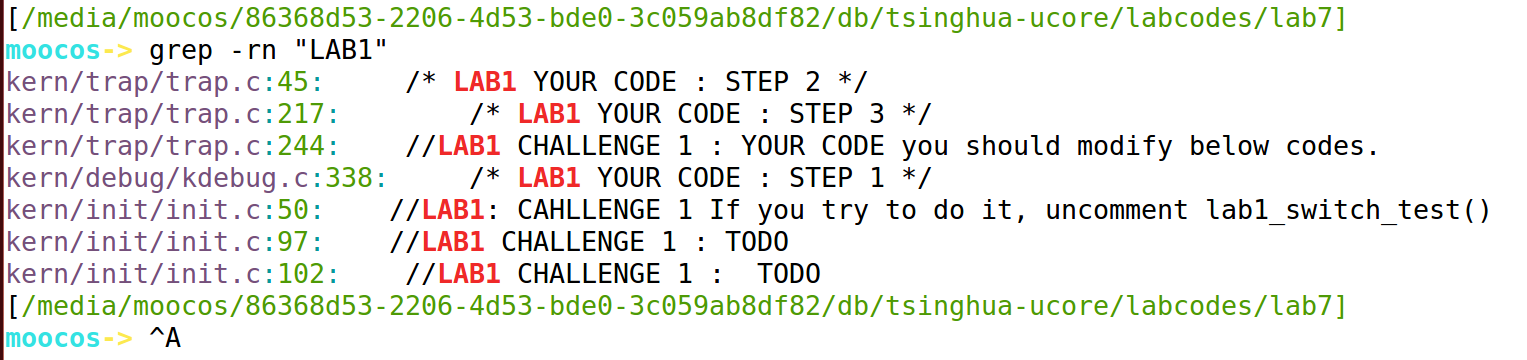 [/media/moocos/86368d53-2206-4d53-bde0-3c059ab8df82/db/tsinghua-ucore/labcodes/lab7]
moocos-> grep -rn "LAB1"
kern/trap/trap.c:45:     /* LAB1 YOUR CODE : STEP 2 */
kern/trap/trap.c:217:        /* LAB1 YOUR CODE : STEP 3 */
kern/trap/trap.c:244:    //LAB1 CHALLENGE 1 : YOUR CODE you should modify below codes.
kern/debug/kdebug.c:338:     /* LAB1 YOUR CODE : STEP 1 */
kern/init/init.c:50:    //LAB1: CAHLLENGE 1 If you try to do it, uncomment lab1_switch_test()
kern/init/init.c:97:    //LAB1 CHALLENGE 1 : TODO
kern/init/init.c:102:    //LAB1 CHALLENGE 1 :  TODO
[/media/moocos/86368d53-2206-4d53-bde0-3c059ab8df82/db/tsinghua-ucore/labcodes/lab7]
moocos-> ^A